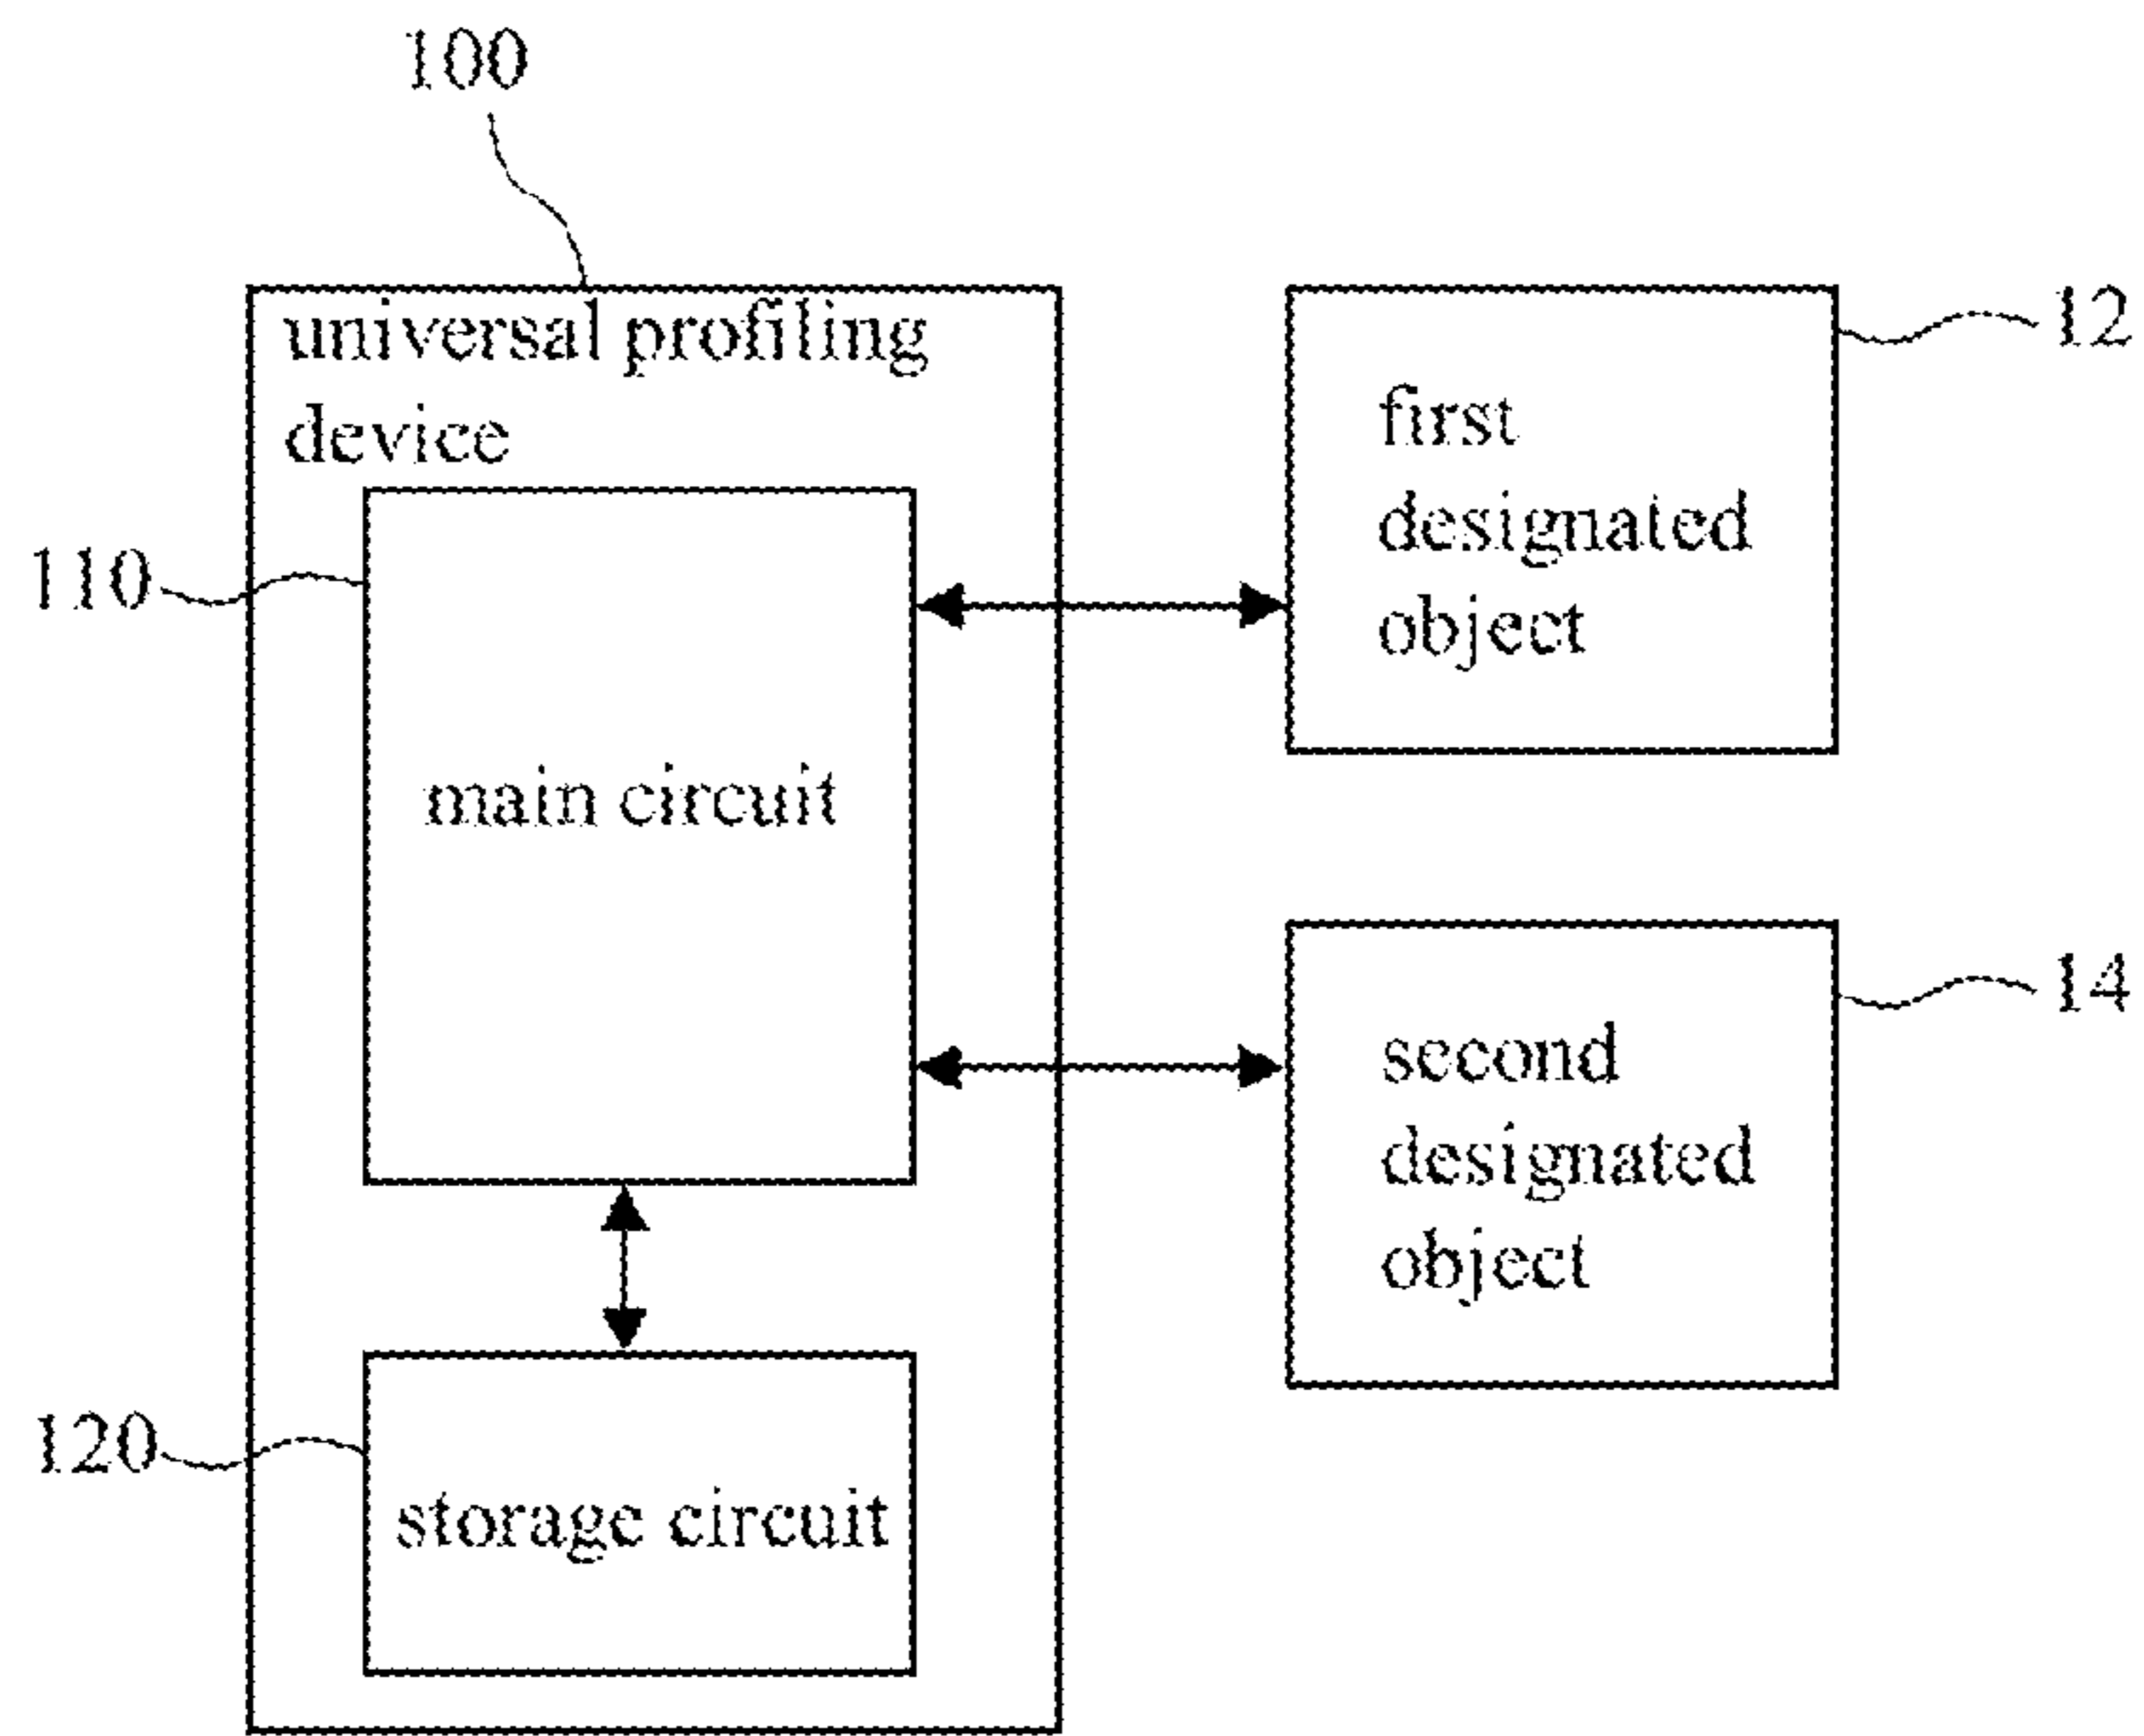 100
universal profiling
device
12
first
designated
object
110
main circuit
14
second
designated
object
120
storage circuit